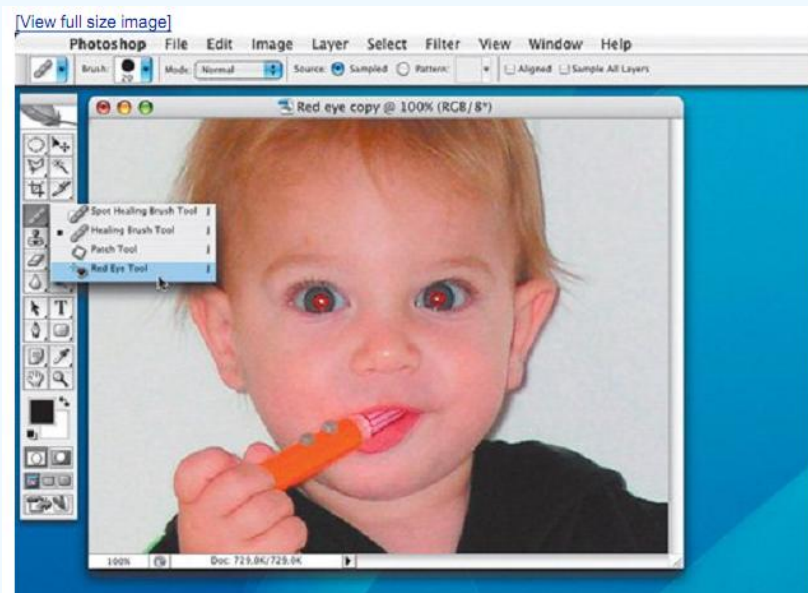 [View full size image]
Photoshop File Edit Image Layer Select Filter View Window Help
Brush: 20 Mode: Normal Source: Sampled Pattern: Aligned Sample All Layers
Red eye copy @ 100% (RGB/8*)
Spot Healing Brush Tool J
Healing Brush Tool J
Patch Tool J
Red Eye Tool J
T
100% Doc: 729.0K/729.0K